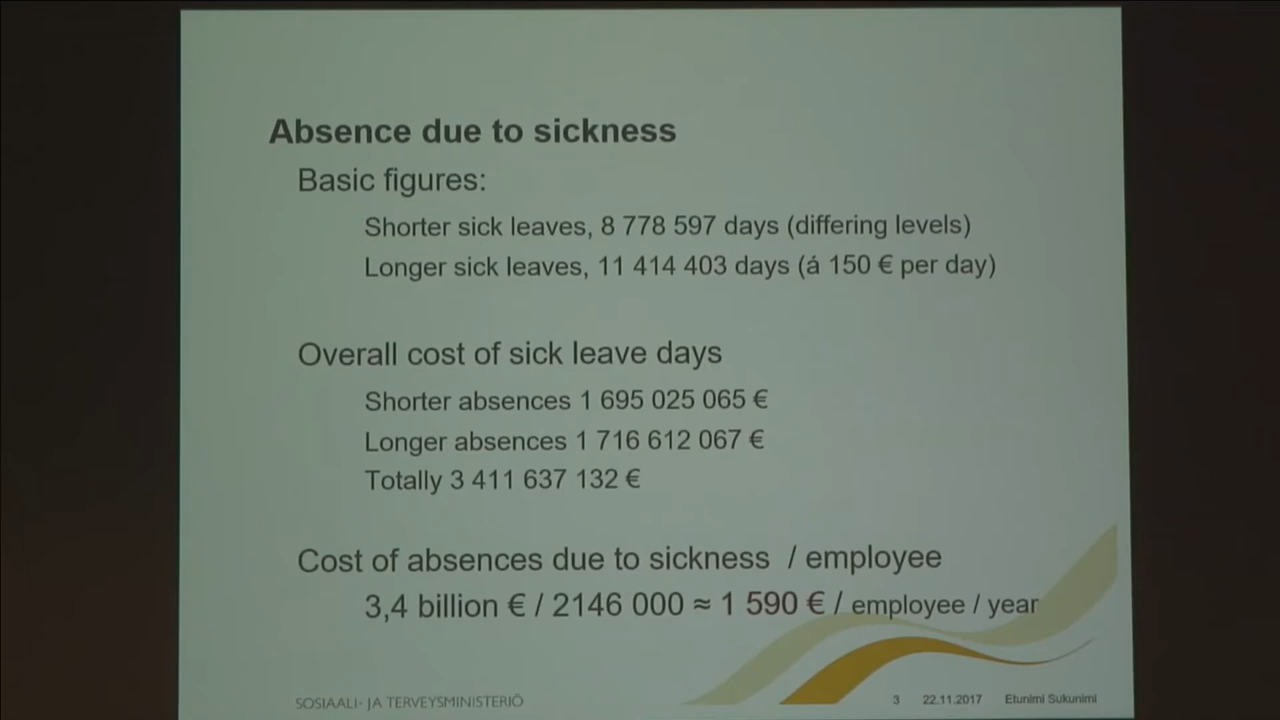 Absence due to sickness
Basic figures:
Shorter sick leaves, 8 778 597 days (differing levels)
Longer sick leaves, 11 414 403 days (á 150 € per day)
Overall cost of sick leave days
Shorter absences 1 695 025 065 €
Longer absences 1 716 612 067 €
Totally 3 411 637 132 €
Cost of absences due to sickness / employee
3,4 billion € / 2146 000 ≈ 1 590 € / employee / year
SOSIAALI- JA TERVEYSMINISTERIÖ
3 22.11.2017 Etunimi Sukunimi